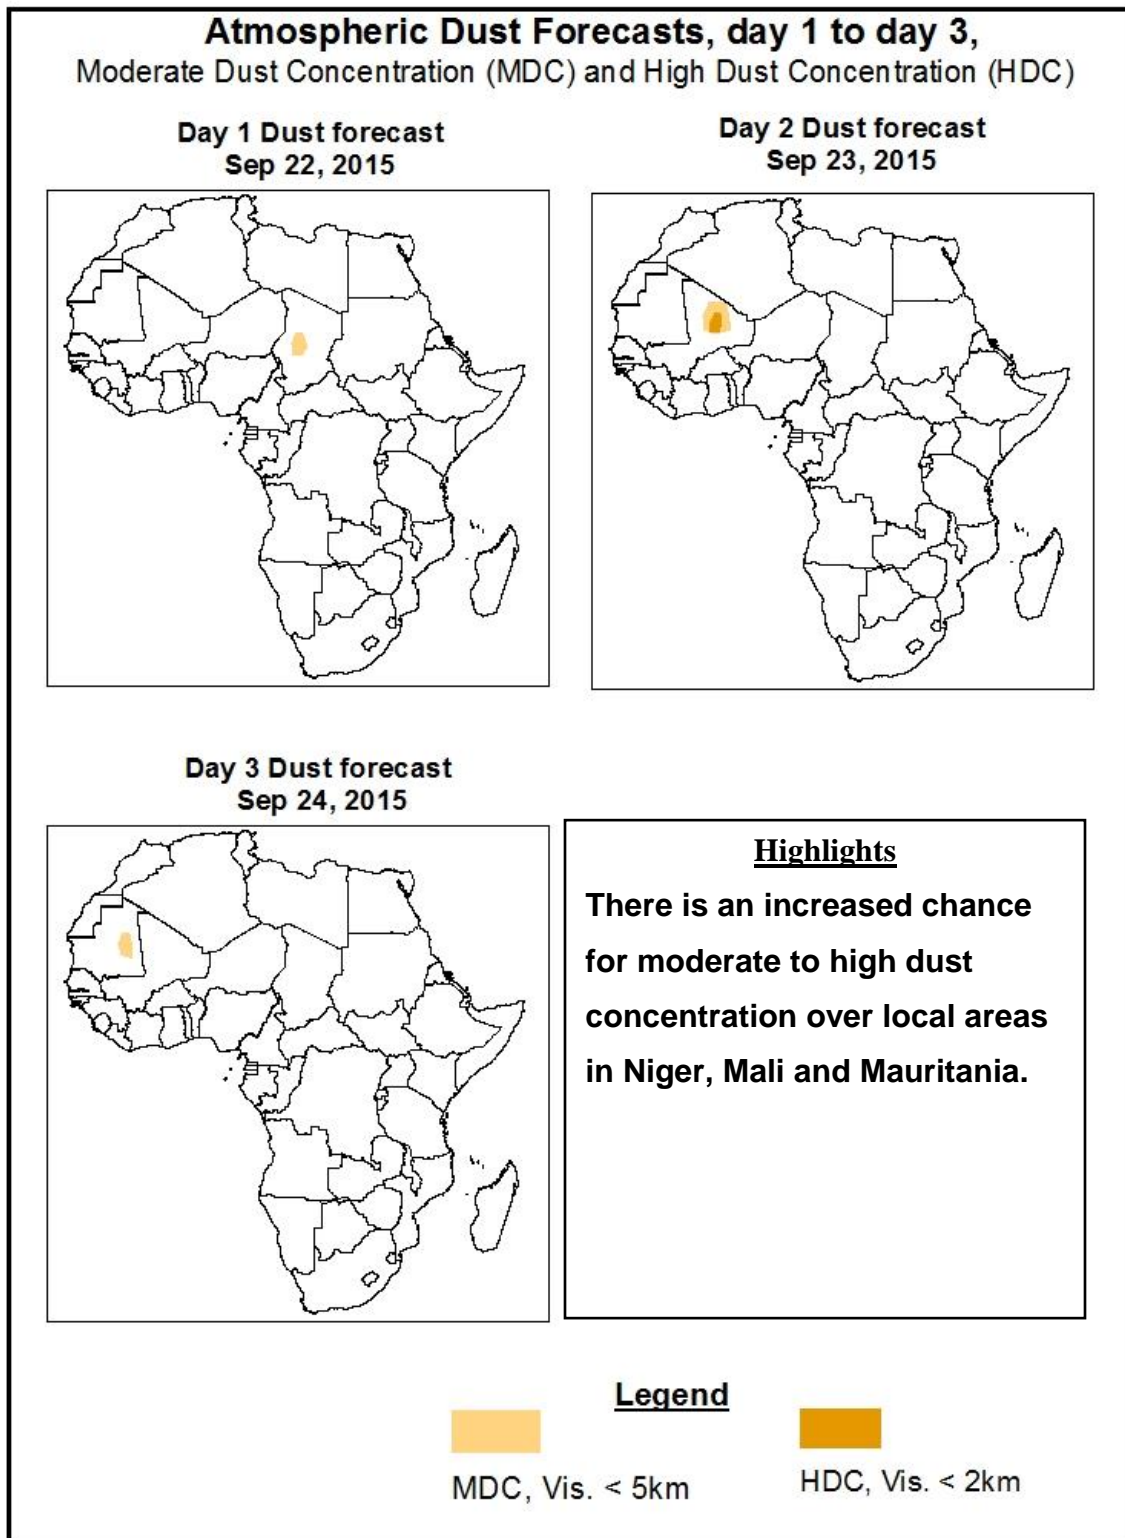 Atmospheric Dust Forecasts, day 1 to day 3,
Moderate Dust Concentration (MDC) and High Dust Concentration (HDC)
Day 1 Dust forecast
Sep 22, 2015
Day 2 Dust forecast
Sep 23, 2015
Day 3 Dust forecast
Sep 24, 2015
Highlights
There is an increased chance
for moderate to high dust
concentration over local areas
in Niger, Mali and Mauritania.
Legend
MDC, Vis. < 5km
HDC, Vis. < 2km